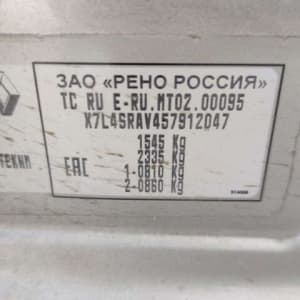 ЗАО «РЕНО РОССИЯ»
TC RU E-RU.MT02.00095
X7L4SRAV457912047
1545 Kg
2335 Kg
1-0810 Kg
2-0860 Kg
ЕАС